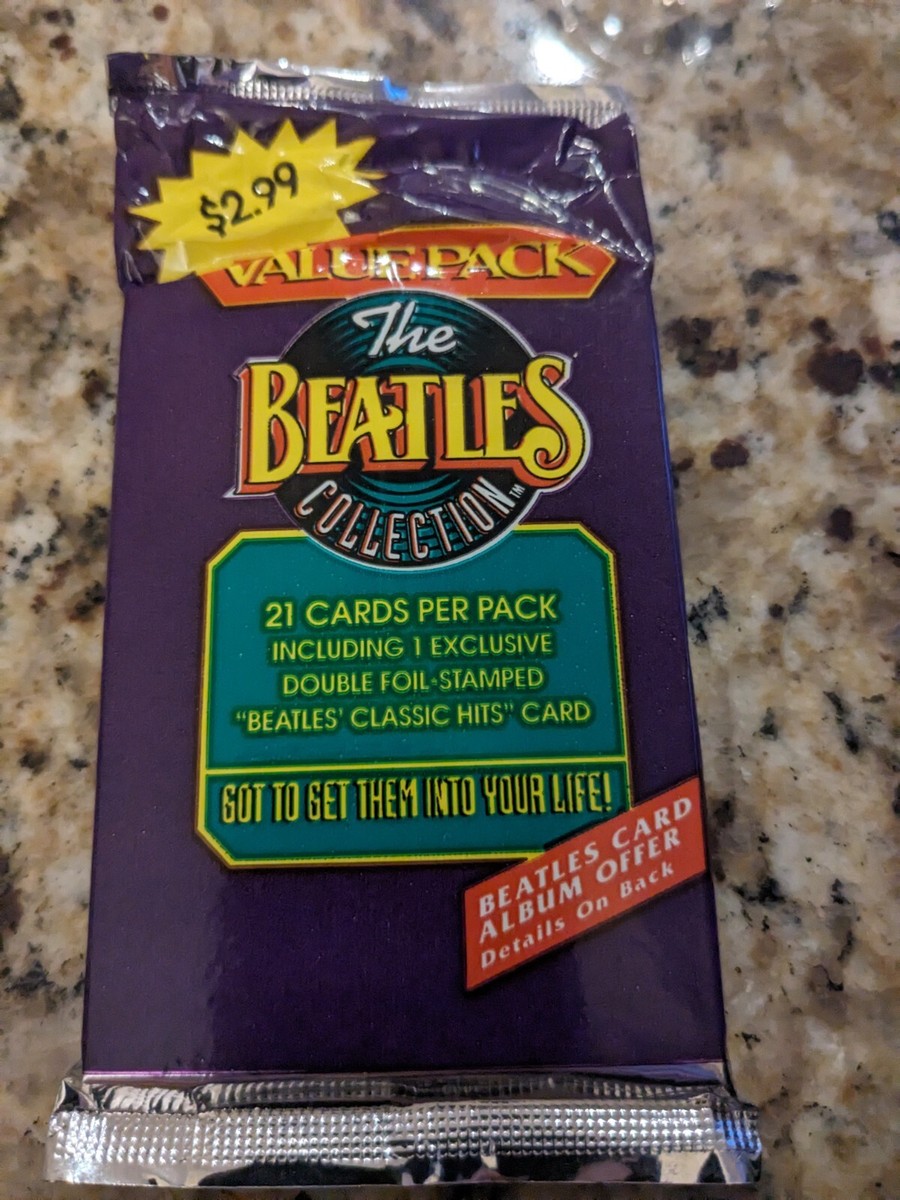 $2.99
VALUE PACK
The
BEATLES
COLLECTION™
21 CARDS PER PACK
INCLUDING 1 EXCLUSIVE
DOUBLE FOIL-STAMPED
"BEATLES' CLASSIC HITS" CARD
GOT TO GET THEM INTO YOUR LIFE!
BEATLES CARD
ALBUM OFFER
Details On Back